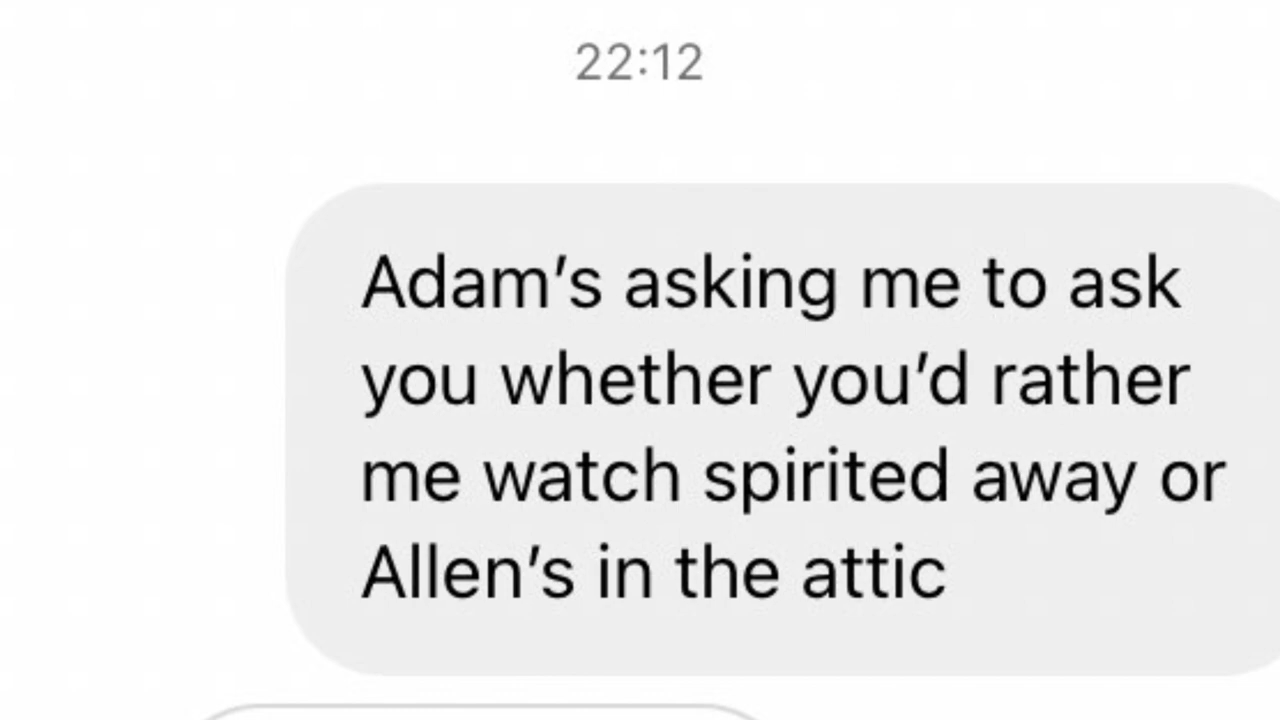 22:12
Adam’s asking me to ask
you whether you’d rather
me watch spirited away or
Allen’s in the attic